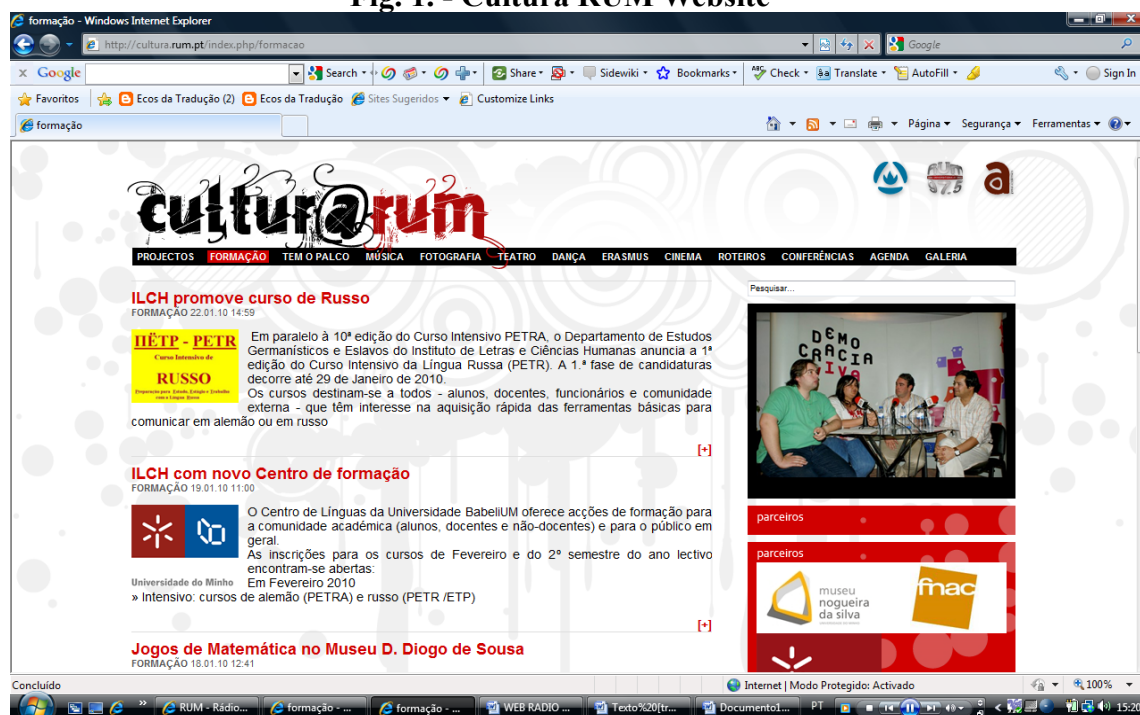 Fig. 1. - Cultura RUM Website
formação - Windows Internet Explorer
http://cultura.rum.pt/index.php/formacao
Google
x Google
Search
Share
Sidewiki
Bookmarks
Check
Translate
AutoFill
Sign In
Favoritos
Ecos da Tradução (2)
Ecos da Tradução
Sites Sugeridos
Customize Links
formação
Página
Segurança
Ferramentas
cultura rum
97.5
PROJECTOS FORMAÇÃO TEM O PALCO MÚSICA FOTOGRAFIA TEATRO DANÇA ERASMUS CINEMA ROTEIROS CONFERÊNCIAS AGENDA GALERIA
ILCH promove curso de Russo
FORMAÇÃO 22.01.10 14:59
ПЁТР - PETR
Curso Intensivo de
RUSSO
Em paralelo à 10ª edição do Curso Intensivo PETRA, o Departamento de Estudos
Germanísticos e Eslavos do Instituto de Letras e Ciências Humanas anuncia a 1ª
edição do Curso Intensivo da Língua Russa (PETR). A 1.ª fase de candidaturas
decorre até 29 de Janeiro de 2010.
Os cursos destinam-se a todos - alunos, docentes, funcionários e comunidade
externa - que têm interesse na aquisição rápida das ferramentas básicas para
comunicar em alemão ou em russo
[+]
ILCH com novo Centro de formação
FORMAÇÃO 19.01.10 11:00
Universidade do Minho
O Centro de Línguas da Universidade BabeliUM oferece acções de formação para
a comunidade académica (alunos, docentes e não-docentes) e para o público em
geral.
As inscrições para os cursos de Fevereiro e do 2º semestre do ano lectivo
encontram-se abertas:
Em Fevereiro 2010
» Intensivo: cursos de alemão (PETRA) e russo (PETR /ETP)
[+]
Jogos de Matemática no Museu D. Diogo de Sousa
FORMAÇÃO 18.01.10 12:41
Pesquisar...
DEMO
CRACIA
parceiros
parceiros
museu
nogueira
da silva
fnac
Concluído
Internet | Modo Protegido: Activado
100%
RUM - Rádio...
formação - ...
formação - ...
WEB RADIO ...
Texto%20[tr...
Documento1...
PT
15:20